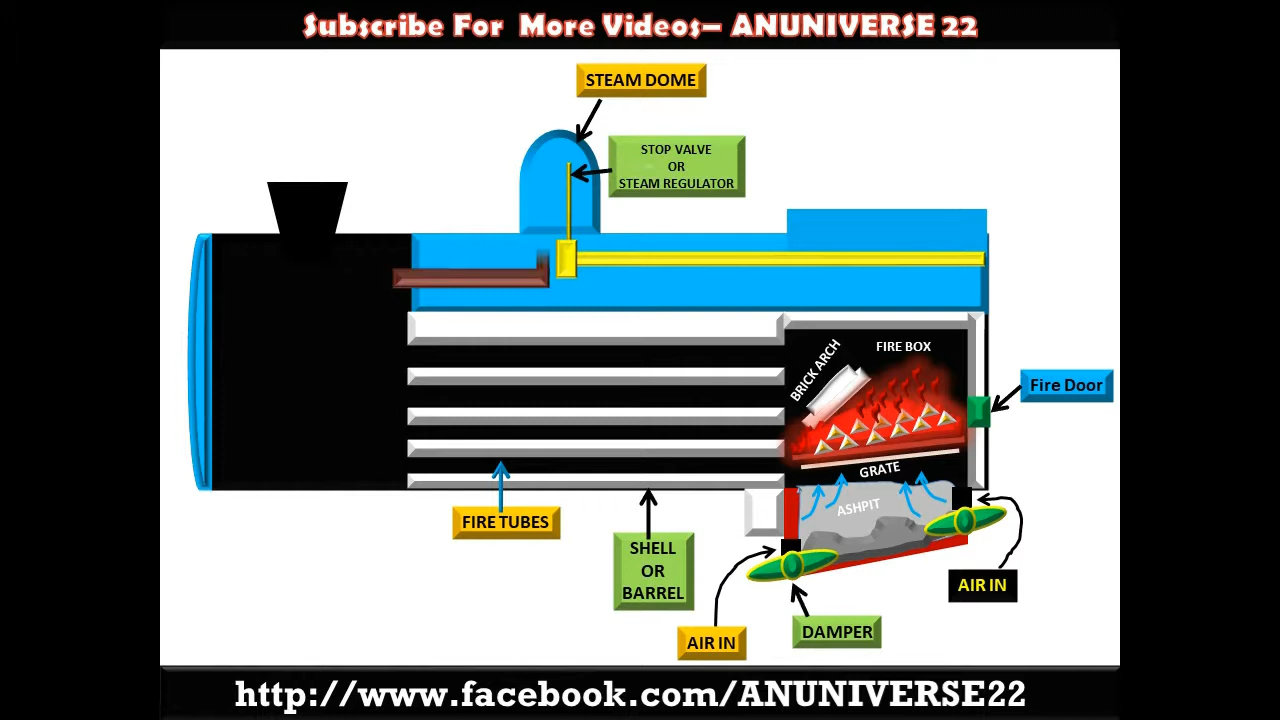 Subscribe For More Videos– ANUNIVERSE 22
STEAM DOME
STOP VALVE
OR
STEAM REGULATOR
BRICK ARCH
FIRE BOX
Fire Door
GRATE
ASHPIT
FIRE TUBES
SHELL
OR
BARREL
AIR IN
DAMPER
AIR IN
http://www.facebook.com/ANUNIVERSE22